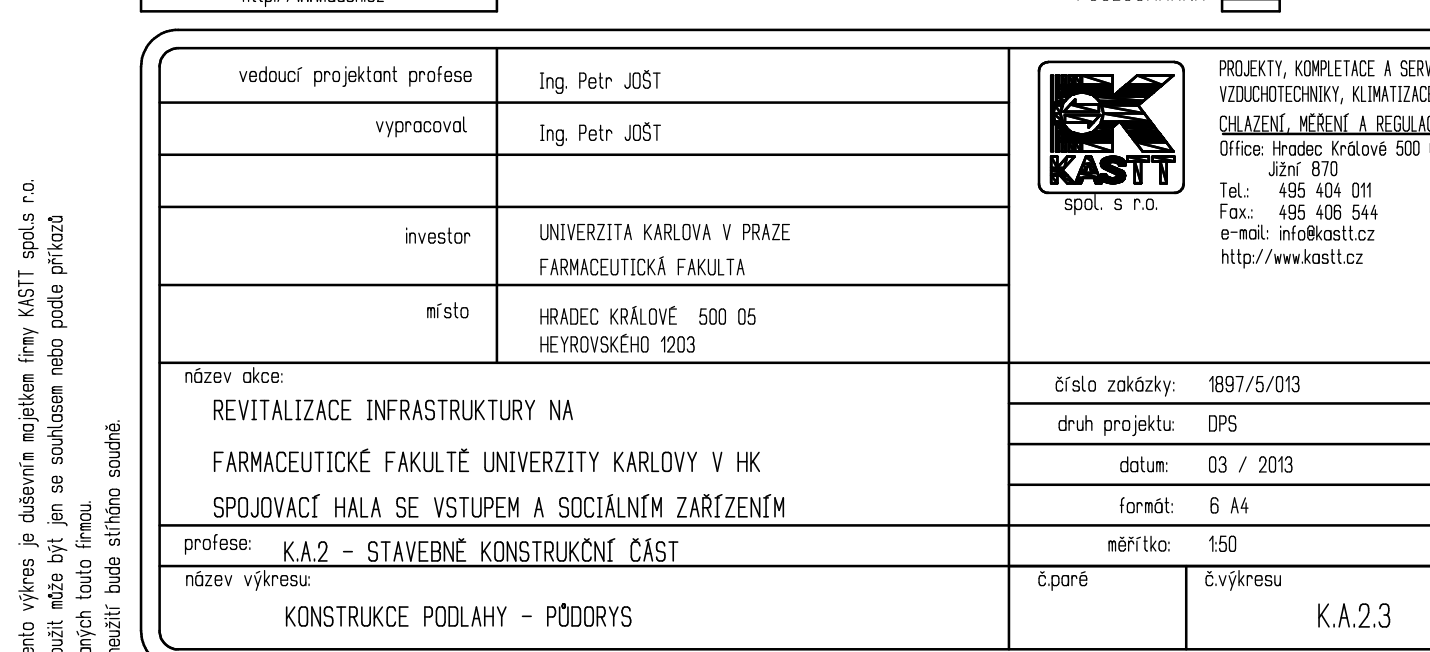 vedoucí projektant profese
Ing. Petr JOŠT
vypracoval
Ing. Petr JOŠT
investor
UNIVERZITA KARLOVA V PRAZE
FARMACEUTICKÁ FAKULTA
místo
HRADEC KRÁLOVÉ 500 05
HEYROVSKÉHO 1203
KASTT
spol. s r.o.
PROJEKTY, KOMPLETACE A
VZDUCHOTECHNIKY,
CHLAZENÍ, MĚŘENÍ A
Office: Hradec Králové 500
Jižní 870
Tel.: 495 404 011
Fax.: 495 406 544
e-mail: info@kastt.cz
http://www.kastt.cz
název akce:
REVITALIZACE INFRASTRUKTURY NA
FARMACEUTICKÉ FAKULTĚ UNIVERZITY KARLOVY V HK
SPOJOVACÍ HALA SE VSTUPEM A SOCIÁLNÍM ZAŘÍZENÍM
profese: K.A.2 - STAVEBNĚ KONSTRUKČNÍ ČÁST
název výkresu:
KONSTRUKCE PODLAHY - PŮDORYS
číslo zakázky: 1897/5/013
druh projektu: DPS
datum: 03 / 2013
formát: 6 A4
měřítko: 1:50
č.paré
č.výkresu
K.A.2.3
výkres je duševním majetkem firmy KASTT spol.s r.o.
může být jen se souhlasem nebo podle příkazů
touto firmou.
bude stíháno soudně.